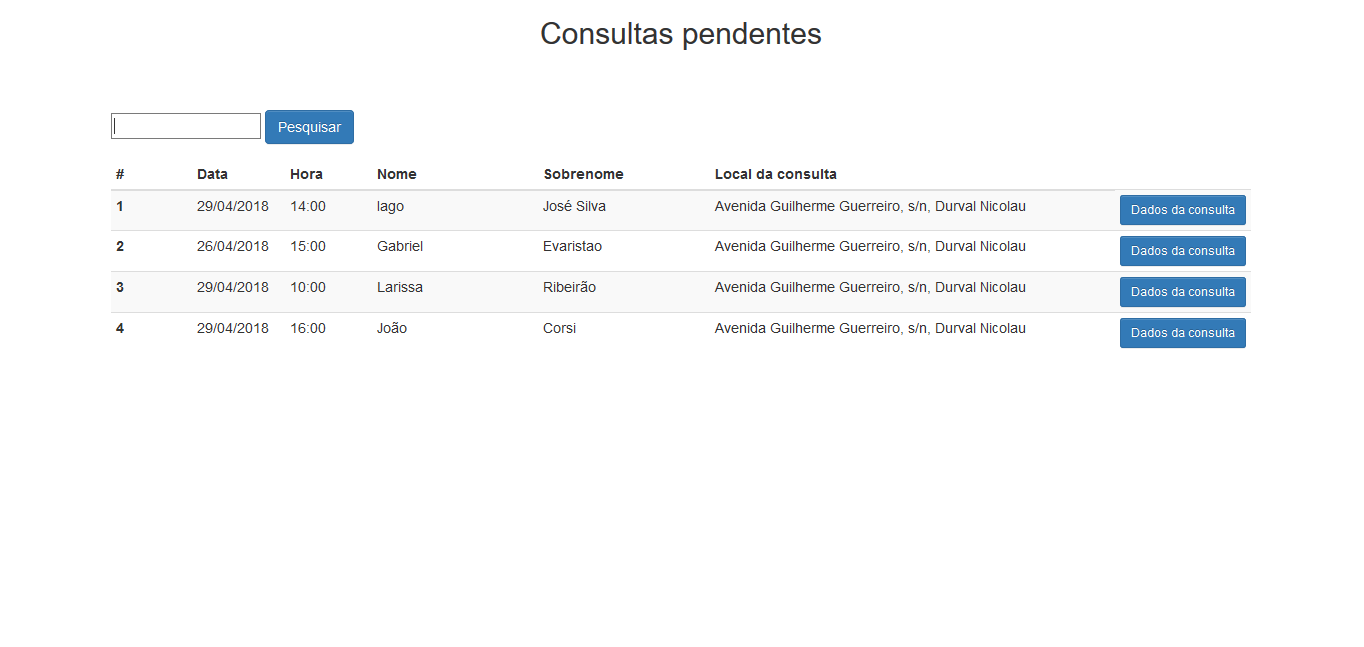 Consultas pendentes
Pesquisar
# Data Hora Nome Sobrenome Local da consulta
1 29/04/2018 14:00 Iago José Silva Avenida Guilherme Guerreiro, s/n, Durval Nicolau Dados da consulta
2 26/04/2018 15:00 Gabriel Evaristao Avenida Guilherme Guerreiro, s/n, Durval Nicolau Dados da consulta
3 29/04/2018 10:00 Larissa Ribeirão Avenida Guilherme Guerreiro, s/n, Durval Nicolau Dados da consulta
4 29/04/2018 16:00 João Corsi Avenida Guilherme Guerreiro, s/n, Durval Nicolau Dados da consulta